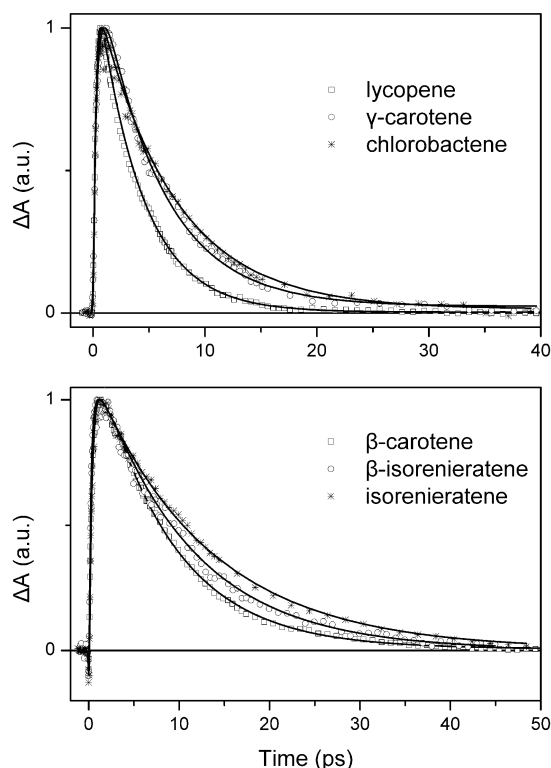 1
lycopene
γ-carotene
chlorobactene
ΔA (a.u.)
0
0 10 20 30 40
1
β-carotene
β-isorenieratene
isorenieratene
ΔA (a.u.)
0
0 10 20 30 40 50
Time (ps)